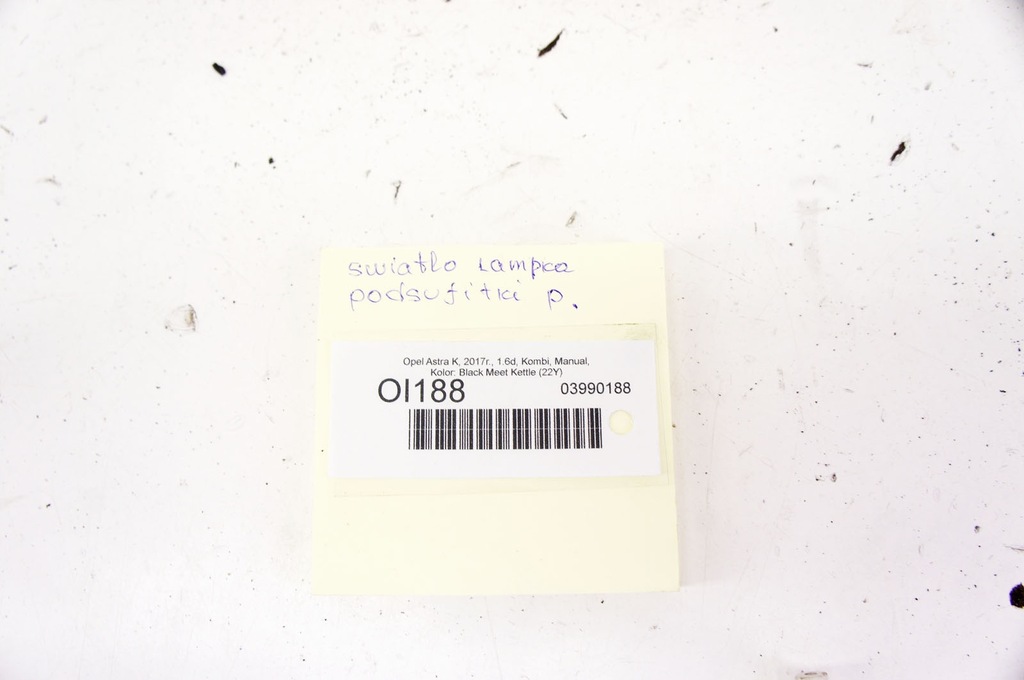 swiatlo lampka
podsufitki p.
Opel Astra K, 2017r., 1.6d, Kombi, Manual,
Kolor: Black Meet Kettle (22Y)
OI188 03990188